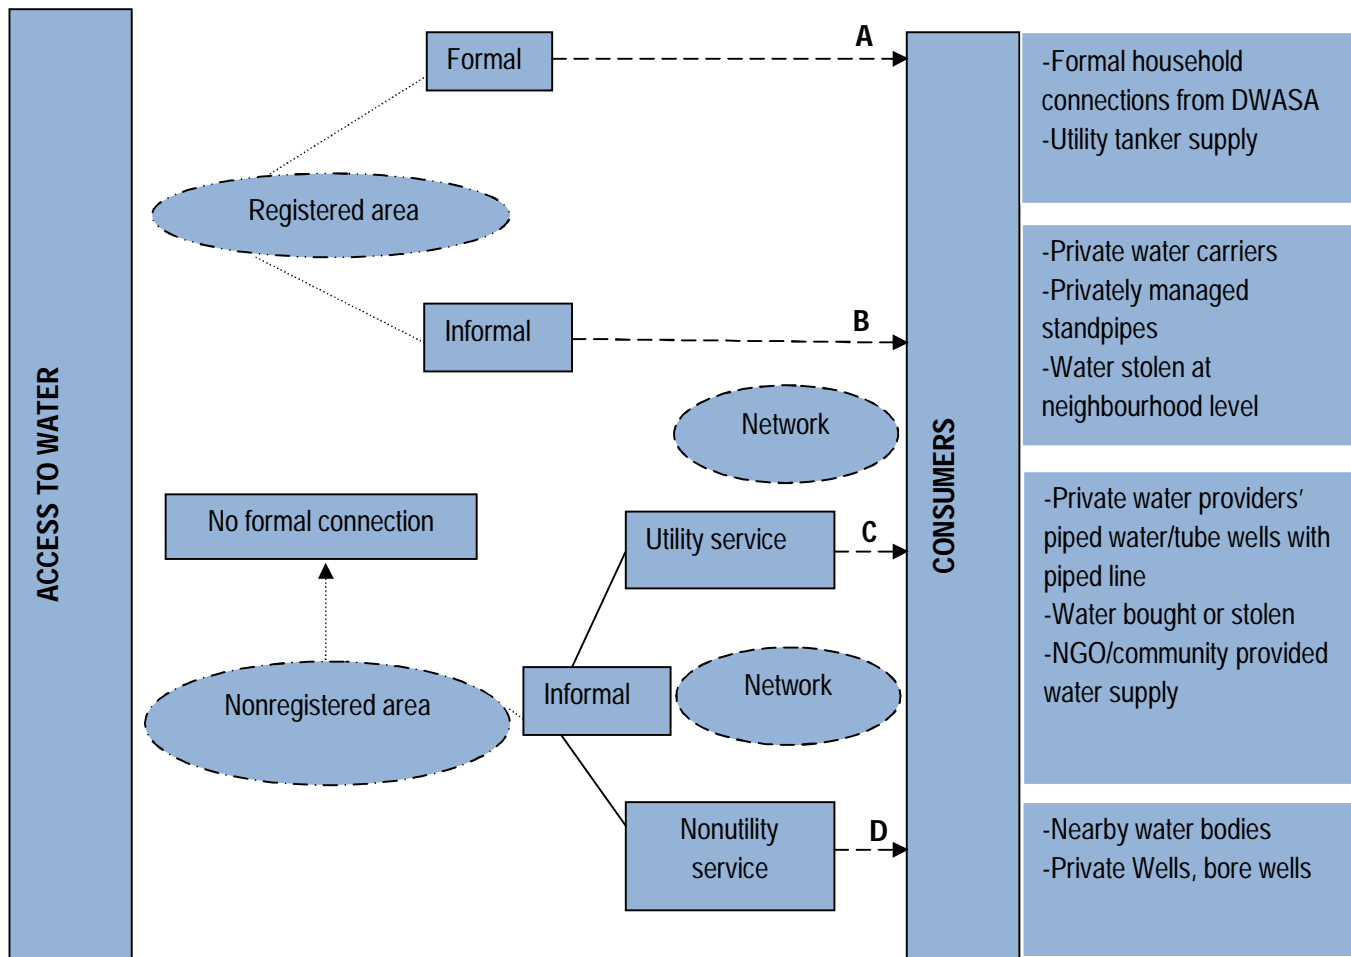 ACCESS TO WATER
Formal
A
Registered area
Informal
B
Network
No formal connection
Utility service
C
Nonregistered area
Informal
Network
Nonutility
service
D
CONSUMERS
-Formal household
connections from DWASA
-Utility tanker supply
-Private water carriers
-Privately managed
standpipes
-Water stolen at
neighbourhood level
-Private water providers’
piped water/tube wells with
piped line
-Water bought or stolen
-NGO/community provided
water supply
-Nearby water bodies
-Private Wells, bore wells